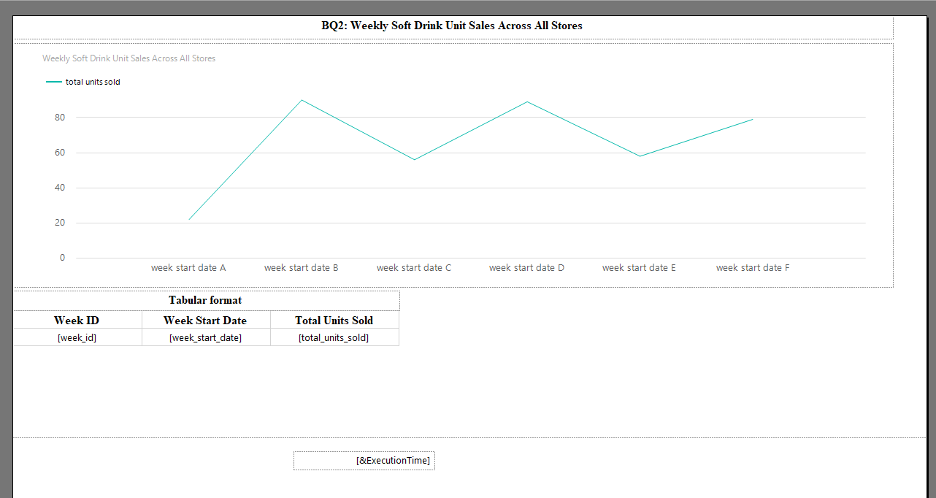 BQ2: Weekly Soft Drink Unit Sales Across All Stores
Weekly Soft Drink Unit Sales Across All Stores
total units sold
80
60
40
20
0
week start date A week start date B week start date C week start date D week start date E week start date F
Tabular format
Week ID Week Start Date Total Units Sold
[week_id] [week_start_date] [total_units_sold]
[&ExecutionTime]